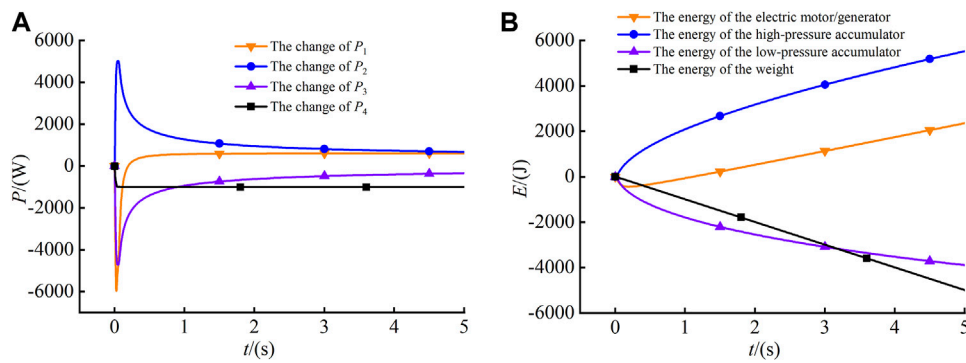 A
6000
4000
2000
0
-2000
-4000
-6000
P/(W)
The change of P1
The change of P2
The change of P3
The change of P4
0 1 2 3 4 5
t/(s)
B
The energy of the electric motor/generator
The energy of the high-pressure accumulator
The energy of the low-pressure accumulator
The energy of the weight
6000
4000
2000
0
-2000
-4000
-6000
E/(J)
0 1 2 3 4 5
t/(s)